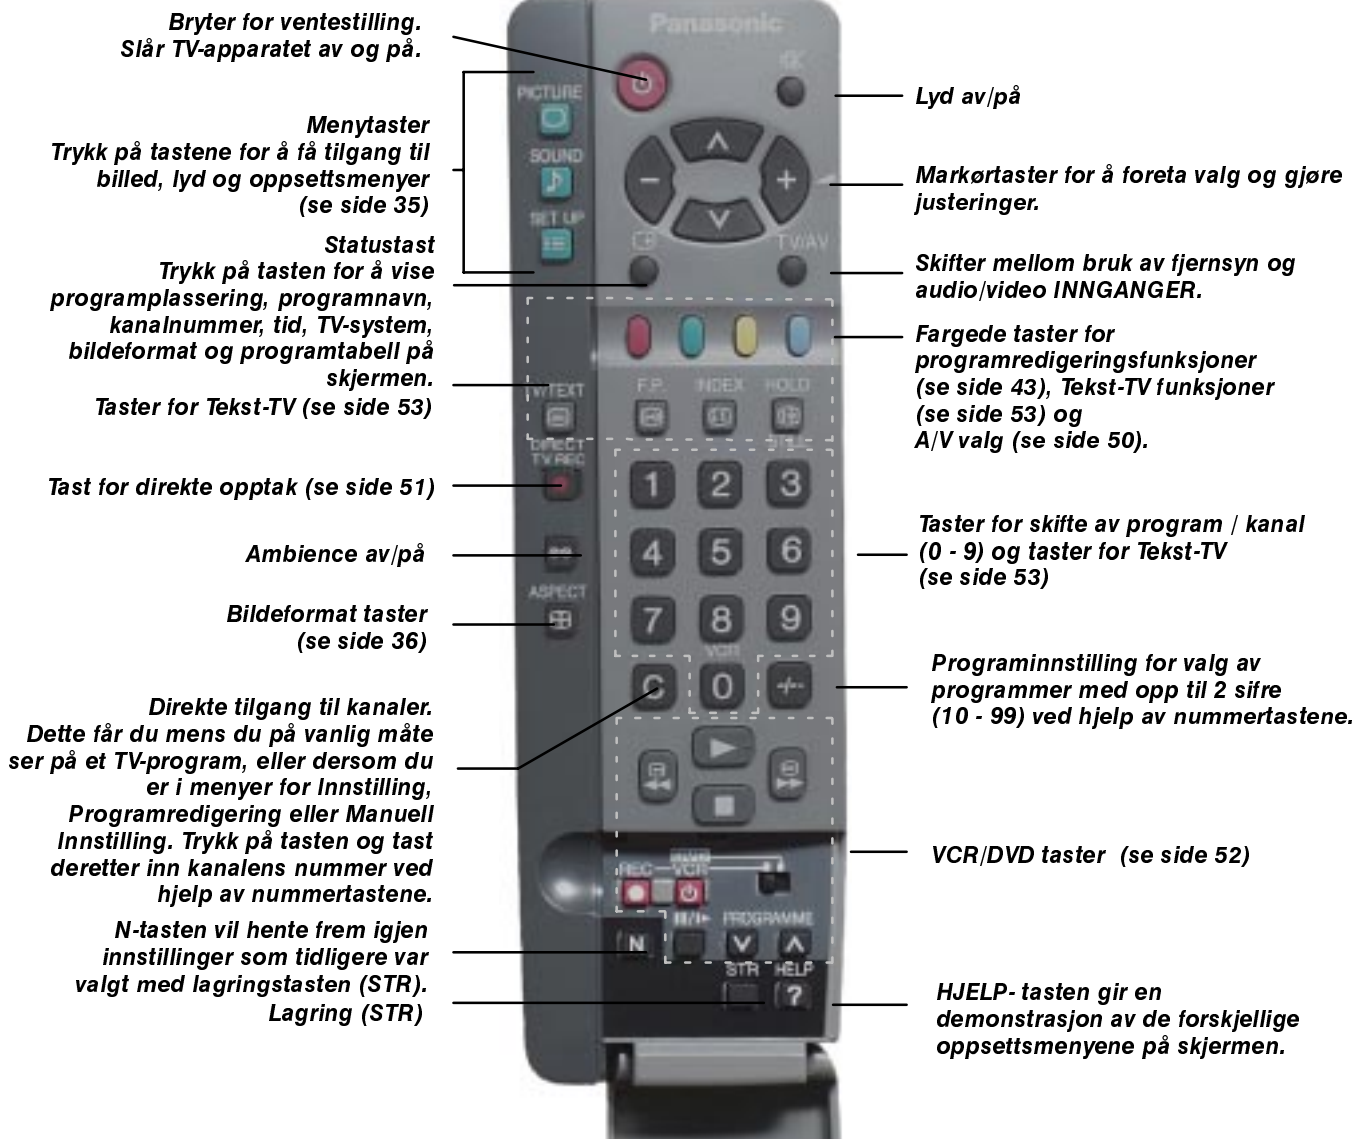 Bryter for ventestilling.
Slår TV-apparatet av og på.
Menytaster
Trykk på tastene for å få tilgang til
billed, lyd og oppsettsmenyer
(se side 35)
Statustast
Trykk på tasten for å vise
programplassering, programnavn,
kanalnummer, tid, TV-system,
bildeformat og programtabell på
skjermen.
Taster for Tekst-TV (se side 53)
Tast for direkte opptak (se side 51)
Ambience av/på
Bildeformat taster
(se side 36)
Direkte tilgang til kanaler.
Dette får du mens du på vanlig måte
ser på et TV-program, eller dersom du
er i menyer for Innstilling,
Programredigering eller Manuell
Innstilling. Trykk på tasten og tast
deretter inn kanalens nummer ved
hjelp av nummertastene.
N-tasten vil hente frem igjen
innstillinger som tidligere var
valgt med lagringstasten (STR).
Lagring (STR)
Panasonic
PICTURE
SOUND
SET UP
TV/AV
TV/TEXT
F.P.
INDEX
HOLD
DIRECT
TV REC
1
2
3
4
5
6
ASPECT
7
8
9
VCR
C
0
-/--
REC
VCR
PROGRAMME
N
STR
HELP
?
Lyd av/på
Markørtaster for å foreta valg og gjøre
justeringer.
Skifter mellom bruk av fjernsyn og
audio/video INNGANGER.
Fargede taster for
programredigeringsfunksjoner
(se side 43), Tekst-TV funksjoner
(se side 53) og
A/V valg (se side 50).
Taster for skifte av program / kanal
(0 - 9) og taster for Tekst-TV
(se side 53)
Programinnstilling for valg av
programmer med opp til 2 sifre
(10 - 99) ved hjelp av nummertastene.
VCR/DVD taster (se side 52)
HJELP- tasten gir en
demonstrasjon av de forskjellige
oppsettsmenyene på skjermen.